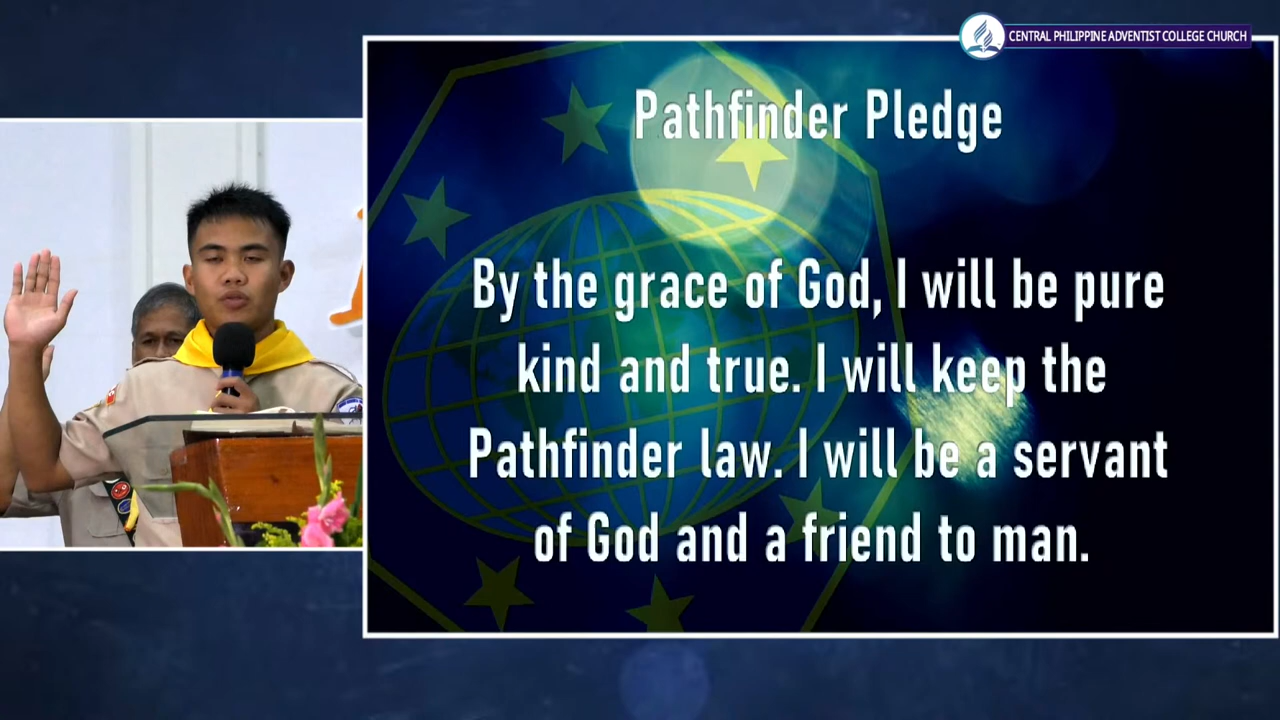 CENTRAL PHILIPPINE ADVENTIST COLLEGE CHURCH
Pathfinder Pledge
By the grace of God, I will be pure
kind and true. I will keep the
Pathfinder law. I will be a servant
of God and a friend to man.